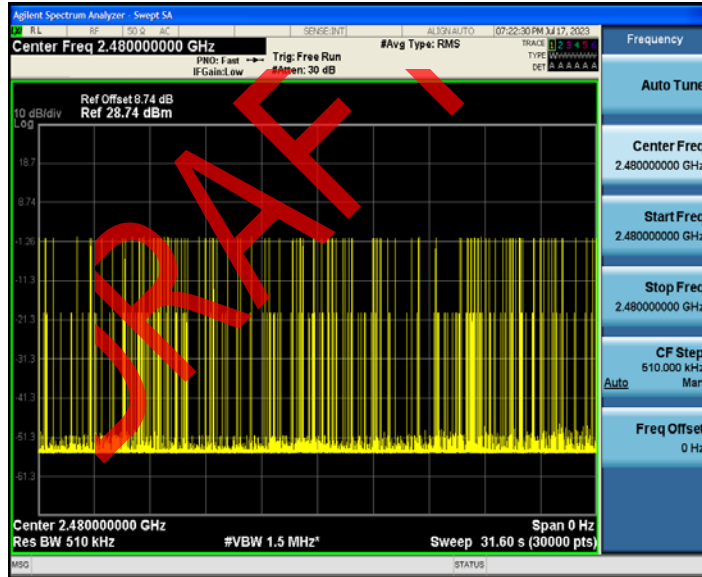 Agilent Spectrum Analyzer - Swept SA
RL RF 50 Ω AC SENSE:INT ALIGN AUTO 07:22:30 PM Jul 17, 2023
Center Freq 2.480000000 GHz
#Avg Type: RMS
TRACE 1 2 3 4 5 6
TYPE
DET A A A A A A
PNO: Fast
IFGain:Low
Trig: Free Run
#Atten: 30 dB
Ref Offset 8.74 dB
10 dB/div Ref 28.74 dBm
Log
18.7
8.74
-1.26
-11.3
-21.3
-31.3
-41.3
-51.3
-61.3
Center 2.480000000 GHz Span 0 Hz
Res BW 510 kHz #VBW 1.5 MHz* Sweep 31.60 s (30000 pts)
MSG STATUS
Frequency
Auto Tune
Center Freq
2.480000000 GHz
Start Freq
2.480000000 GHz
Stop Freq
2.480000000 GHz
CF Step
510.000 kHz
Auto Man
Freq Offset
0 Hz
DRAFT